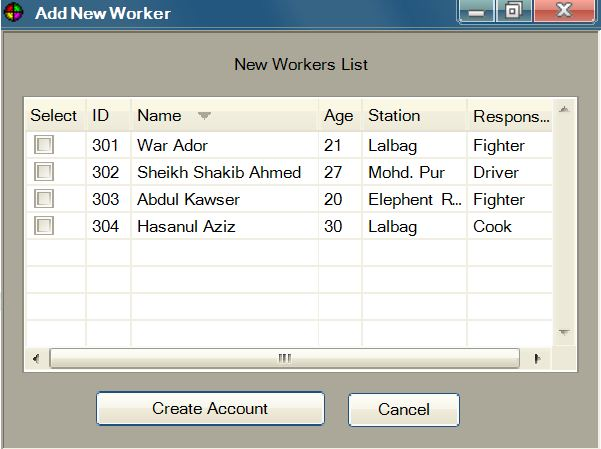 Add New Worker
New Workers List
Select ID Name Age Station Respons...
301 War Ador 21 Lalbag Fighter
302 Sheikh Shakib Ahmed 27 Mohd. Pur Driver
303 Abdul Kawser 20 Elephent R... Fighter
304 Hasanul Aziz 30 Lalbag Cook
Create Account Cancel